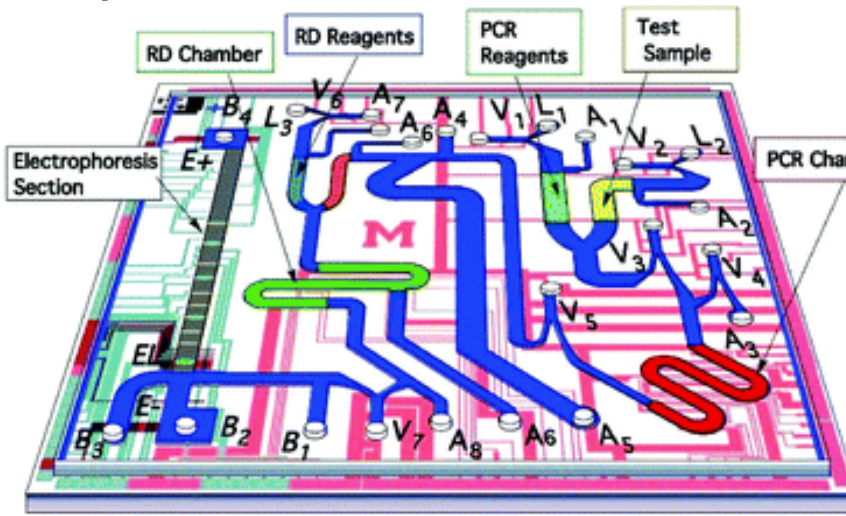 RD Chamber
RD Reagents
PCR
Reagents
Test
Sample
Electrophoresis
Section
PCR Cha
+B4
E+
L3
V6
A7
A6
A4
V1
L1
A1
V2
L2
A2
V3
V4
A3
V5
M
EL
E-
B3
B2
B1
V7
A8
A6
A5